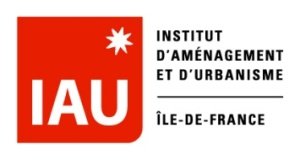 IAU
INSTITUT
D'AMÉNAGEMENT
ET D'URBANISME
ÎLE-DE-FRANCE